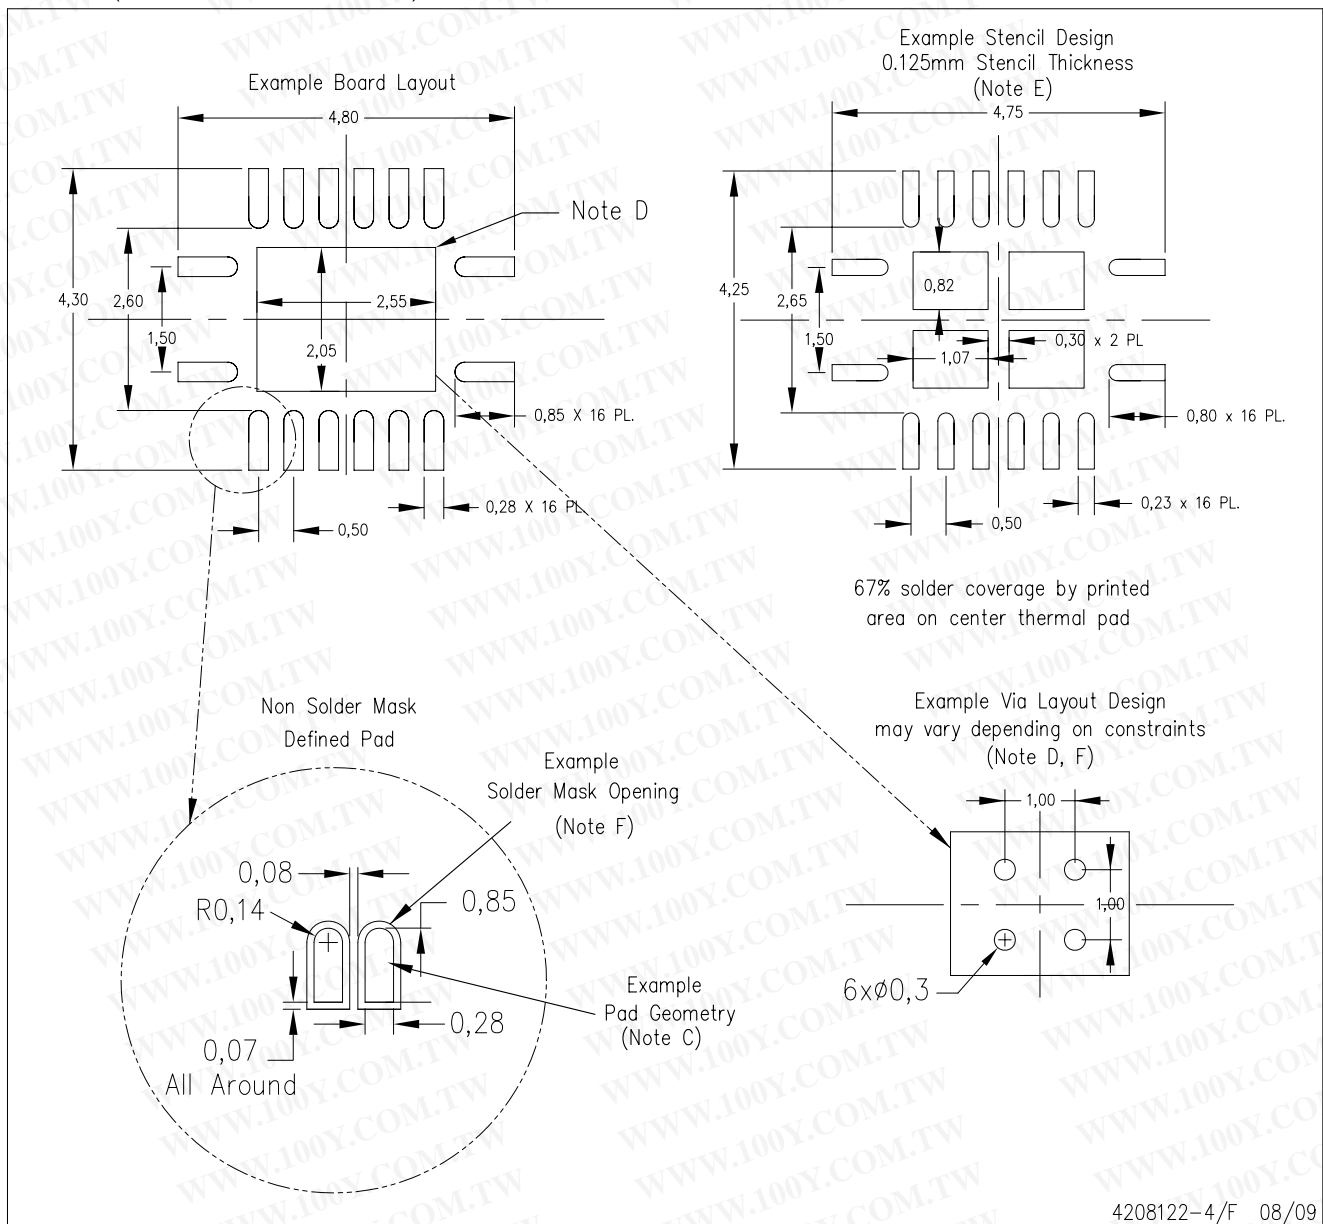 Example Board Layout
4,80
4,30
2,60
1,50
2,55
2,05
Note D
0,85 X 16 PL.
0,28 X 16 PL.
0,50
Example Stencil Design
0.125mm Stencil Thickness
(Note E)
4,75
4,25
2,65
1,50
0,82
1,07
0,30 x 2 PL
0,80 x 16 PL.
0,23 x 16 PL.
0,50
67% solder coverage by printed
area on center thermal pad
Non Solder Mask
Defined Pad
Example
Solder Mask Opening
(Note F)
0,08
R0,14
0,85
0,28
0,07
All Around
Example
Pad Geometry
(Note C)
Example Via Layout Design
may vary depending on constraints
(Note D, F)
1,00
1,00
6xø0,3
4208122-4/F 08/09
WWW.100Y.COM.TW